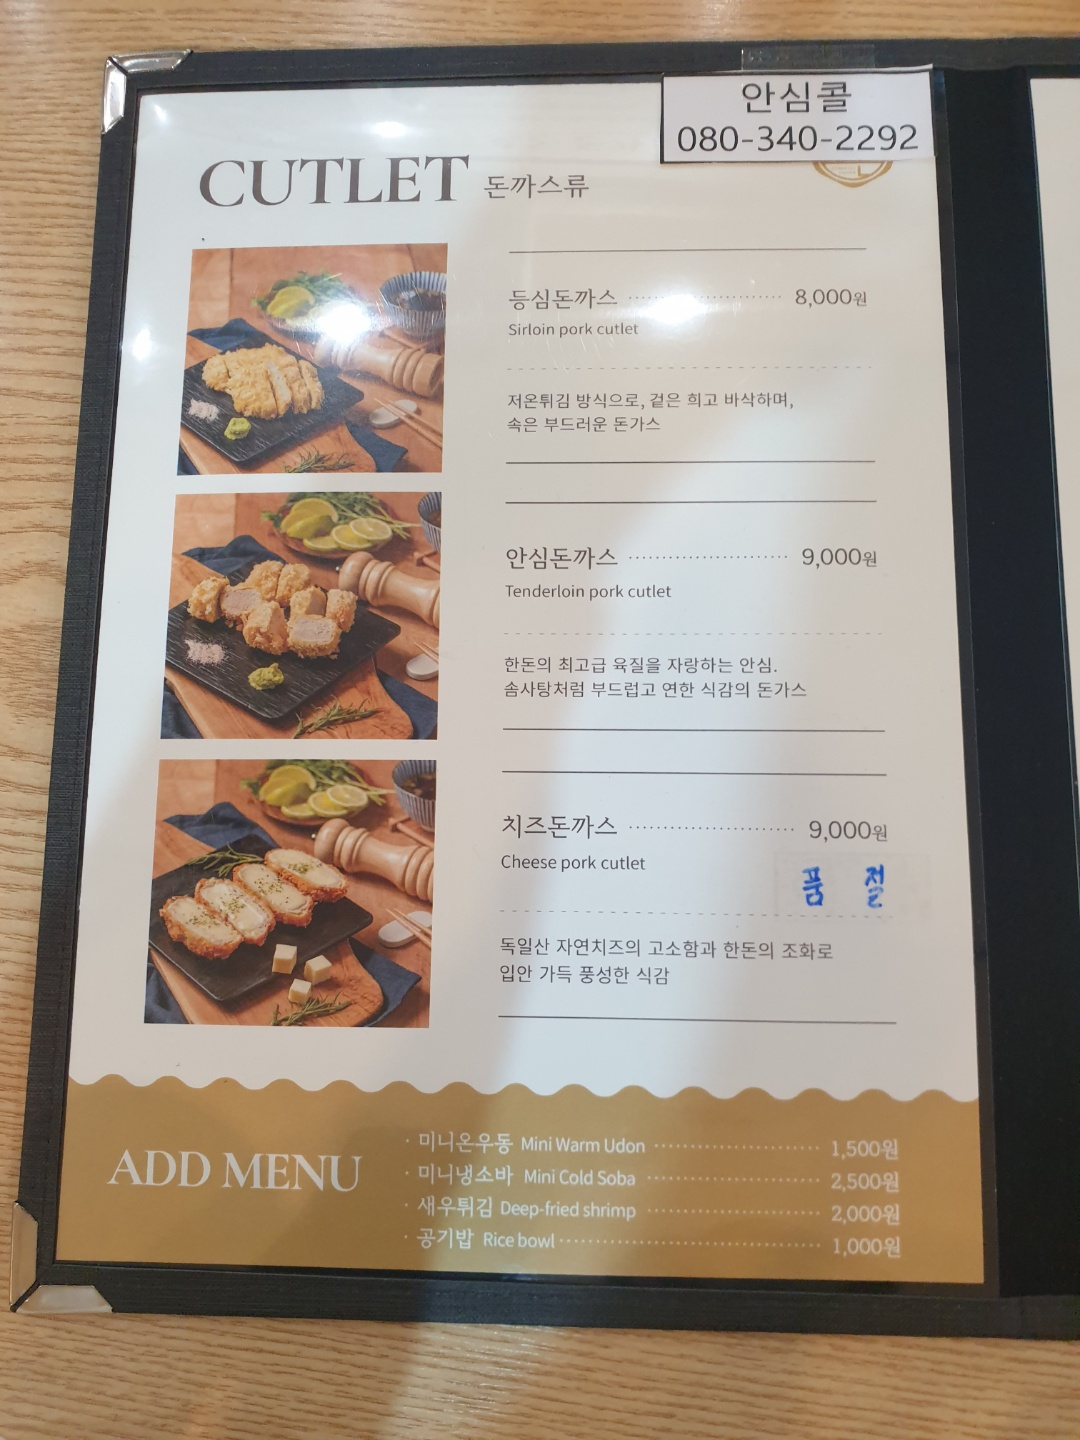 안심콜
080-340-2292
CUTLET 돈까스류
등심돈까스 8,000원
Sirloin pork cutlet
저온튀김 방식으로, 겉은 희고 바삭하며,
속은 부드러운 돈가스
안심돈까스 9,000원
Tenderloin pork cutlet
한돈의 최고급 육질을 자랑하는 안심.
솜사탕처럼 부드럽고 연한 식감의 돈가스
치즈돈까스 9,000원
Cheese pork cutlet
품 절
독일산 자연치즈의 고소함과 한돈의 조화로
입안 가득 풍성한 식감
ADD MENU
· 미니온우동 Mini Warm Udon 1,500원
· 미니냉소바 Mini Cold Soba 2,500원
· 새우튀김 Deep-fried shrimp 2,000원
· 공기밥 Rice bowl 1,000원